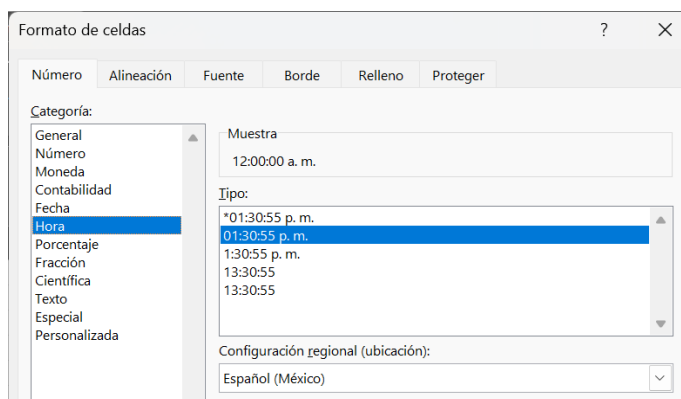 Formato de celdas ? ×
Número Alineación Fuente Borde Relleno Proteger
Categoría:
General
Número
Moneda
Contabilidad
Fecha
Hora
Porcentaje
Fracción
Científica
Texto
Especial
Personalizada
Muestra
12:00:00 a. m.
Tipo:
*01:30:55 p. m.
01:30:55 p. m.
1:30:55 p. m.
13:30:55
13:30:55
Configuración regional (ubicación):
Español (México)